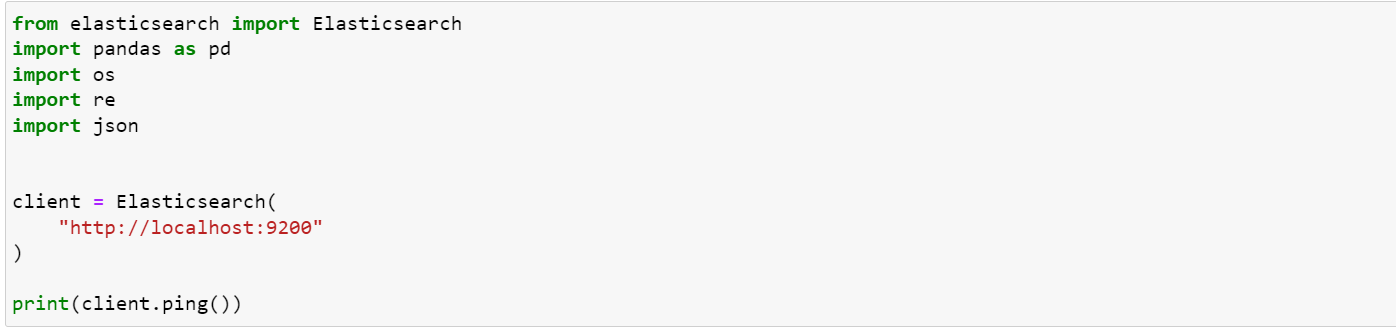 from elasticsearch import Elasticsearch
import pandas as pd
import os
import re
import json
client = Elasticsearch(
    "http://localhost:9200"
)
print(client.ping())